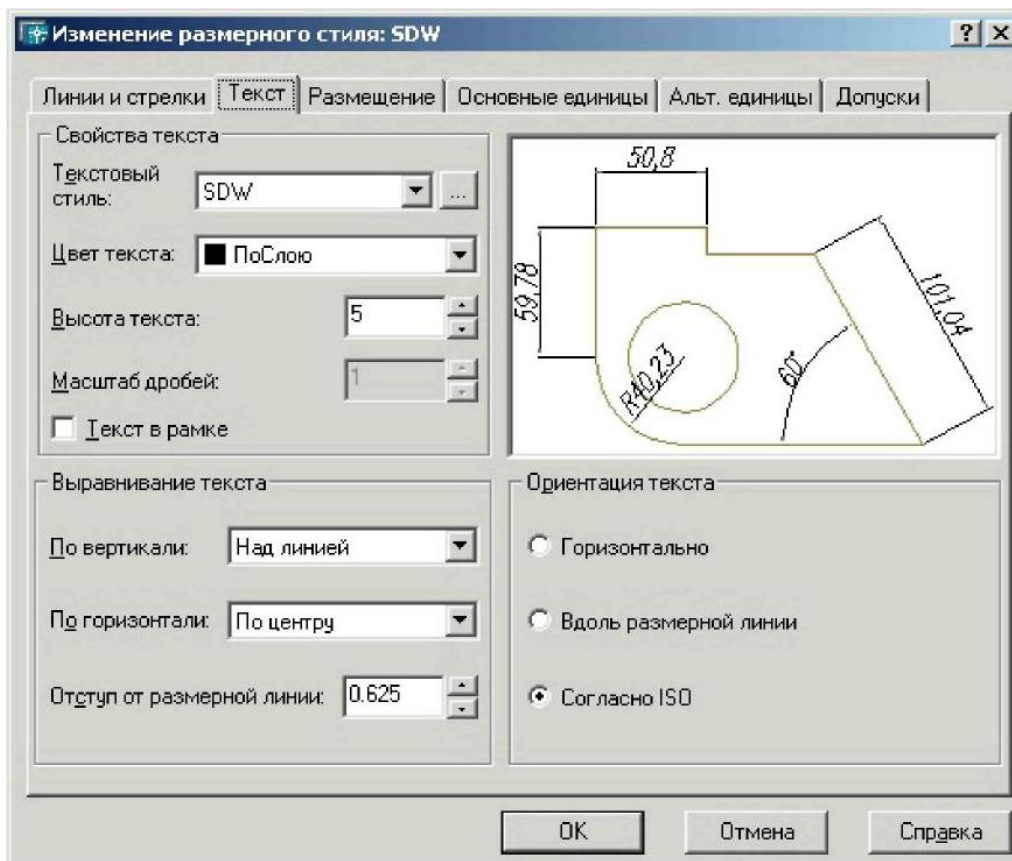 Изменение размерного стиля: SDW
Линии и стрелки Текст Размещение Основные единицы Альт. единицы Допуски
Свойства текста
Текстовый
стиль:
SDW
...
Цвет текста:
ПоСлою
Высота текста:
5
Масштаб дробей:
1
Текст в рамке
50,8
59,78
101,04
R40,23
60°
Выравнивание текста
По вертикали:
Над линией
По горизонтали:
По центру
Отступ от размерной линии:
0.625
Ориентация текста
Горизонтально
Вдоль размерной линии
Согласно ISO
OK
Отмена
Справка